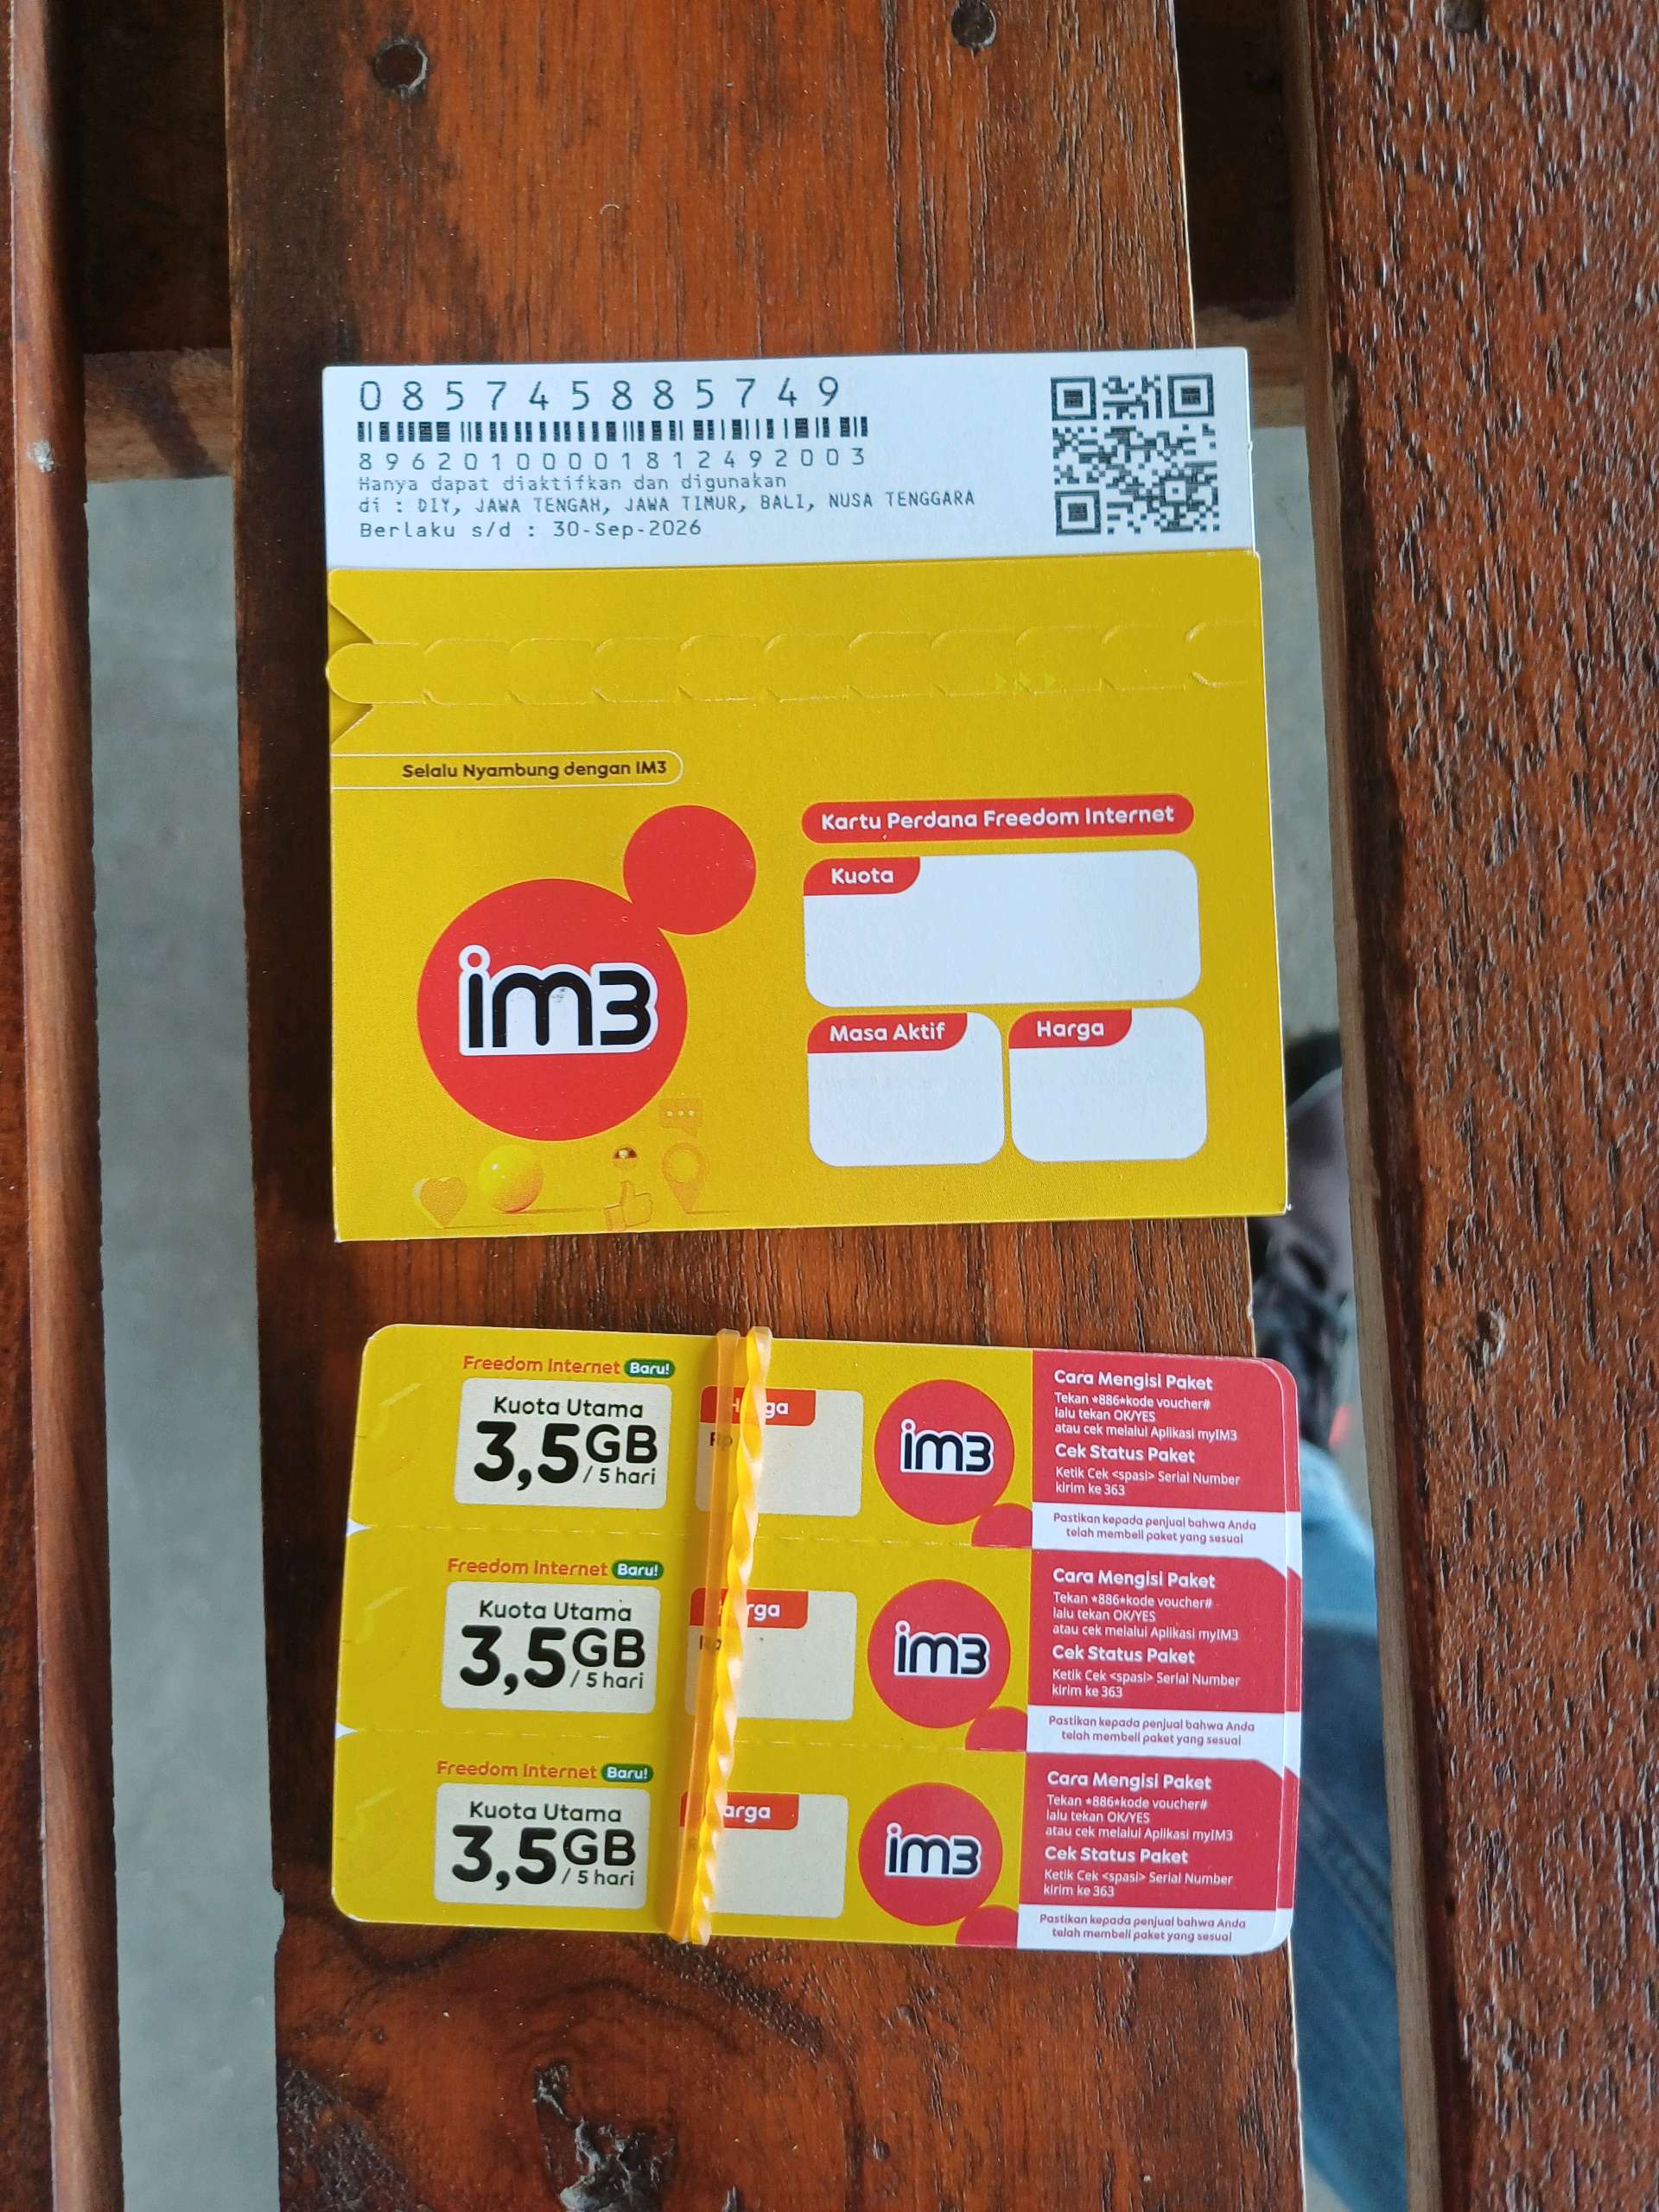 085745885749
89620100001812492003
Hanya dapat diaktifkan dan digunakan
di : DIY, JAWA TENGAH, JAWA TIMUR, BALI, NUSA TENGGARA
Berlaku s/d : 30-Sep-2026
Selalu Nyambung dengan IM3
im3
Kartu Perdana Freedom Internet
Kuota
Masa Aktif
Harga
Freedom Internet Baru!
Kuota Utama
3,5GB
/ 5 hari
Harga
Rp
im3
Cara Mengisi Paket
Tekan *886*kode voucher#
lalu tekan OK/YES
atau cek melalui Aplikasi myIM3
Cek Status Paket
Ketik Cek <spasi> Serial Number
kirim ke 363
Pastikan kepada penjual bahwa Anda
telah membeli paket yang sesuai
Freedom Internet Baru!
Kuota Utama
3,5GB
/ 5 hari
Harga
Rp
im3
Cara Mengisi Paket
Tekan *886*kode voucher#
lalu tekan OK/YES
atau cek melalui Aplikasi myIM3
Cek Status Paket
Ketik Cek <spasi> Serial Number
kirim ke 363
Pastikan kepada penjual bahwa Anda
telah membeli paket yang sesuai
Freedom Internet Baru!
Kuota Utama
3,5GB
/ 5 hari
Harga
im3
Cara Mengisi Paket
Tekan *886*kode voucher#
lalu tekan OK/YES
atau cek melalui Aplikasi myIM3
Cek Status Paket
Ketik Cek <spasi> Serial Number
kirim ke 363
Pastikan kepada penjual bahwa Anda
telah membeli paket yang sesuai